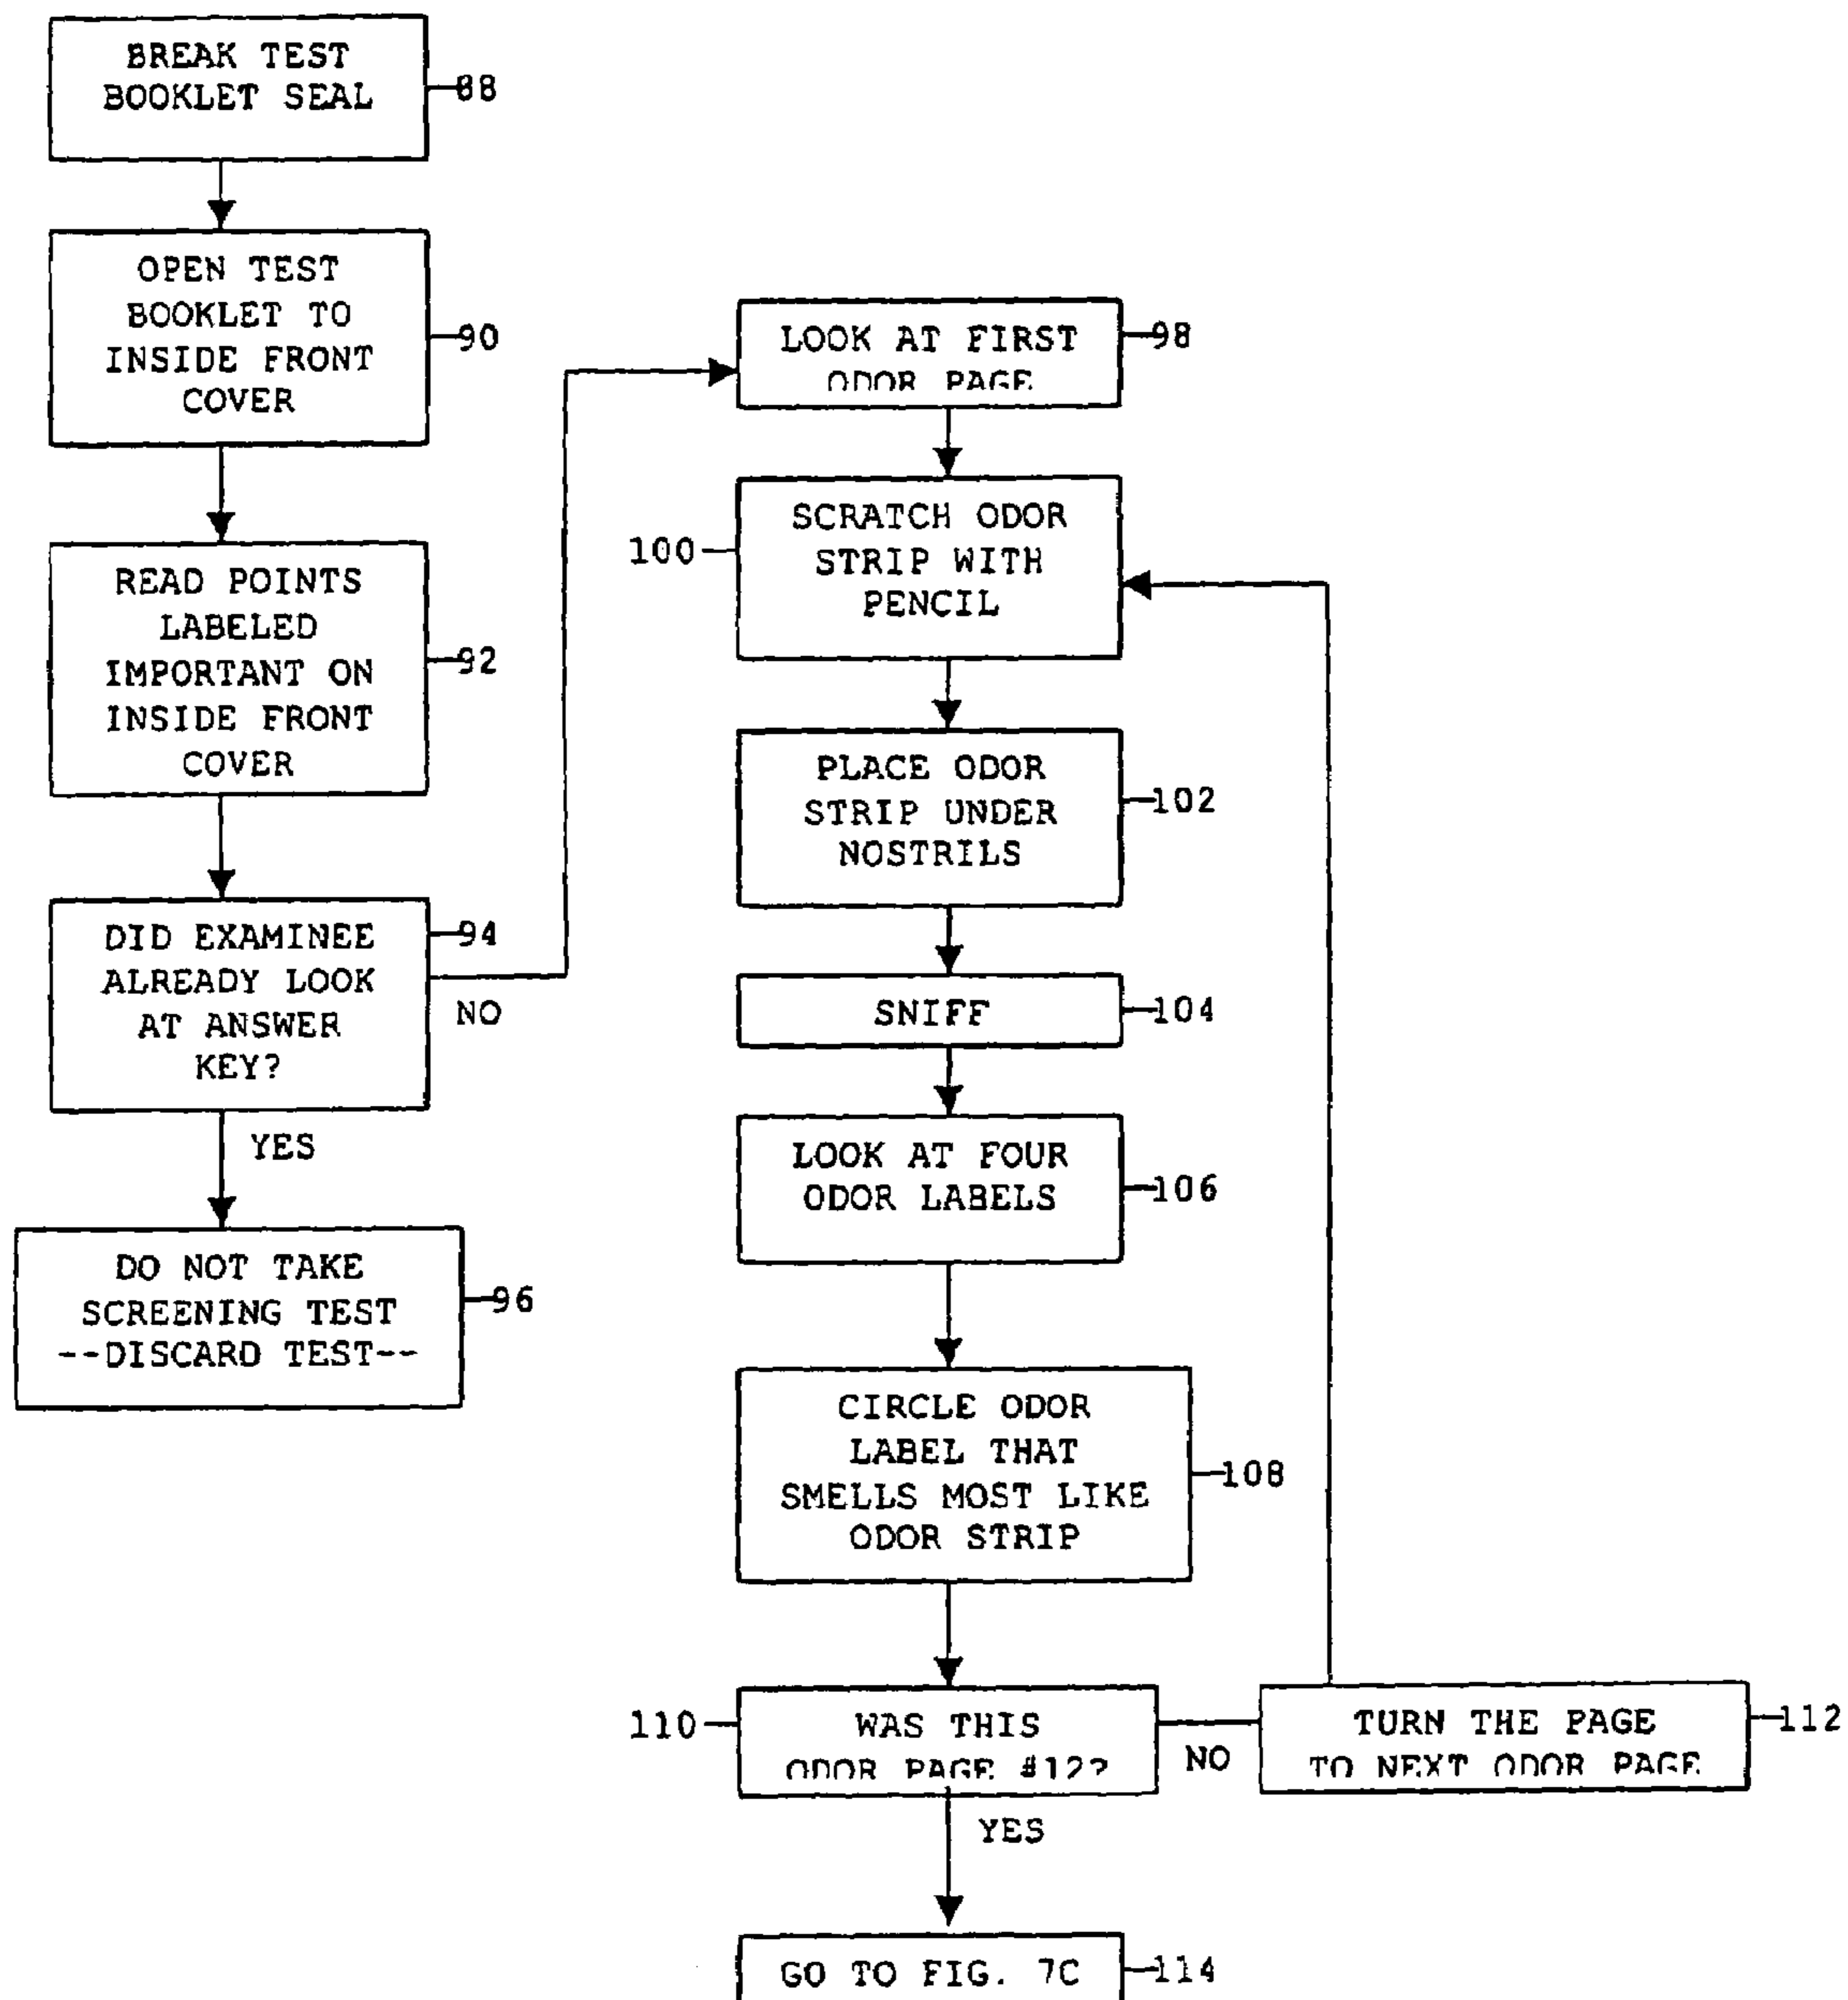 BREAK TEST
BOOKLET SEAL
88
OPEN TEST
BOOKLET TO
INSIDE FRONT
COVER
90
READ POINTS
LABELED
IMPORTANT ON
INSIDE FRONT
COVER
92
DID EXAMINEE
ALREADY LOOK
AT ANSWER
KEY?
94
NO
YES
DO NOT TAKE
SCREENING TEST
--DISCARD TEST--
96
LOOK AT FIRST
ODOR PAGE
98
SCRATCH ODOR
STRIP WITH
PENCIL
100
PLACE ODOR
STRIP UNDER
NOSTRILS
102
SNIFF
104
LOOK AT FOUR
ODOR LABELS
106
CIRCLE ODOR
LABEL THAT
SMELLS MOST LIKE
ODOR STRIP
108
110
WAS THIS
ODOR PAGE #12?
NO
TURN THE PAGE
TO NEXT ODOR PAGE
112
YES
GO TO FIG. 7C
114